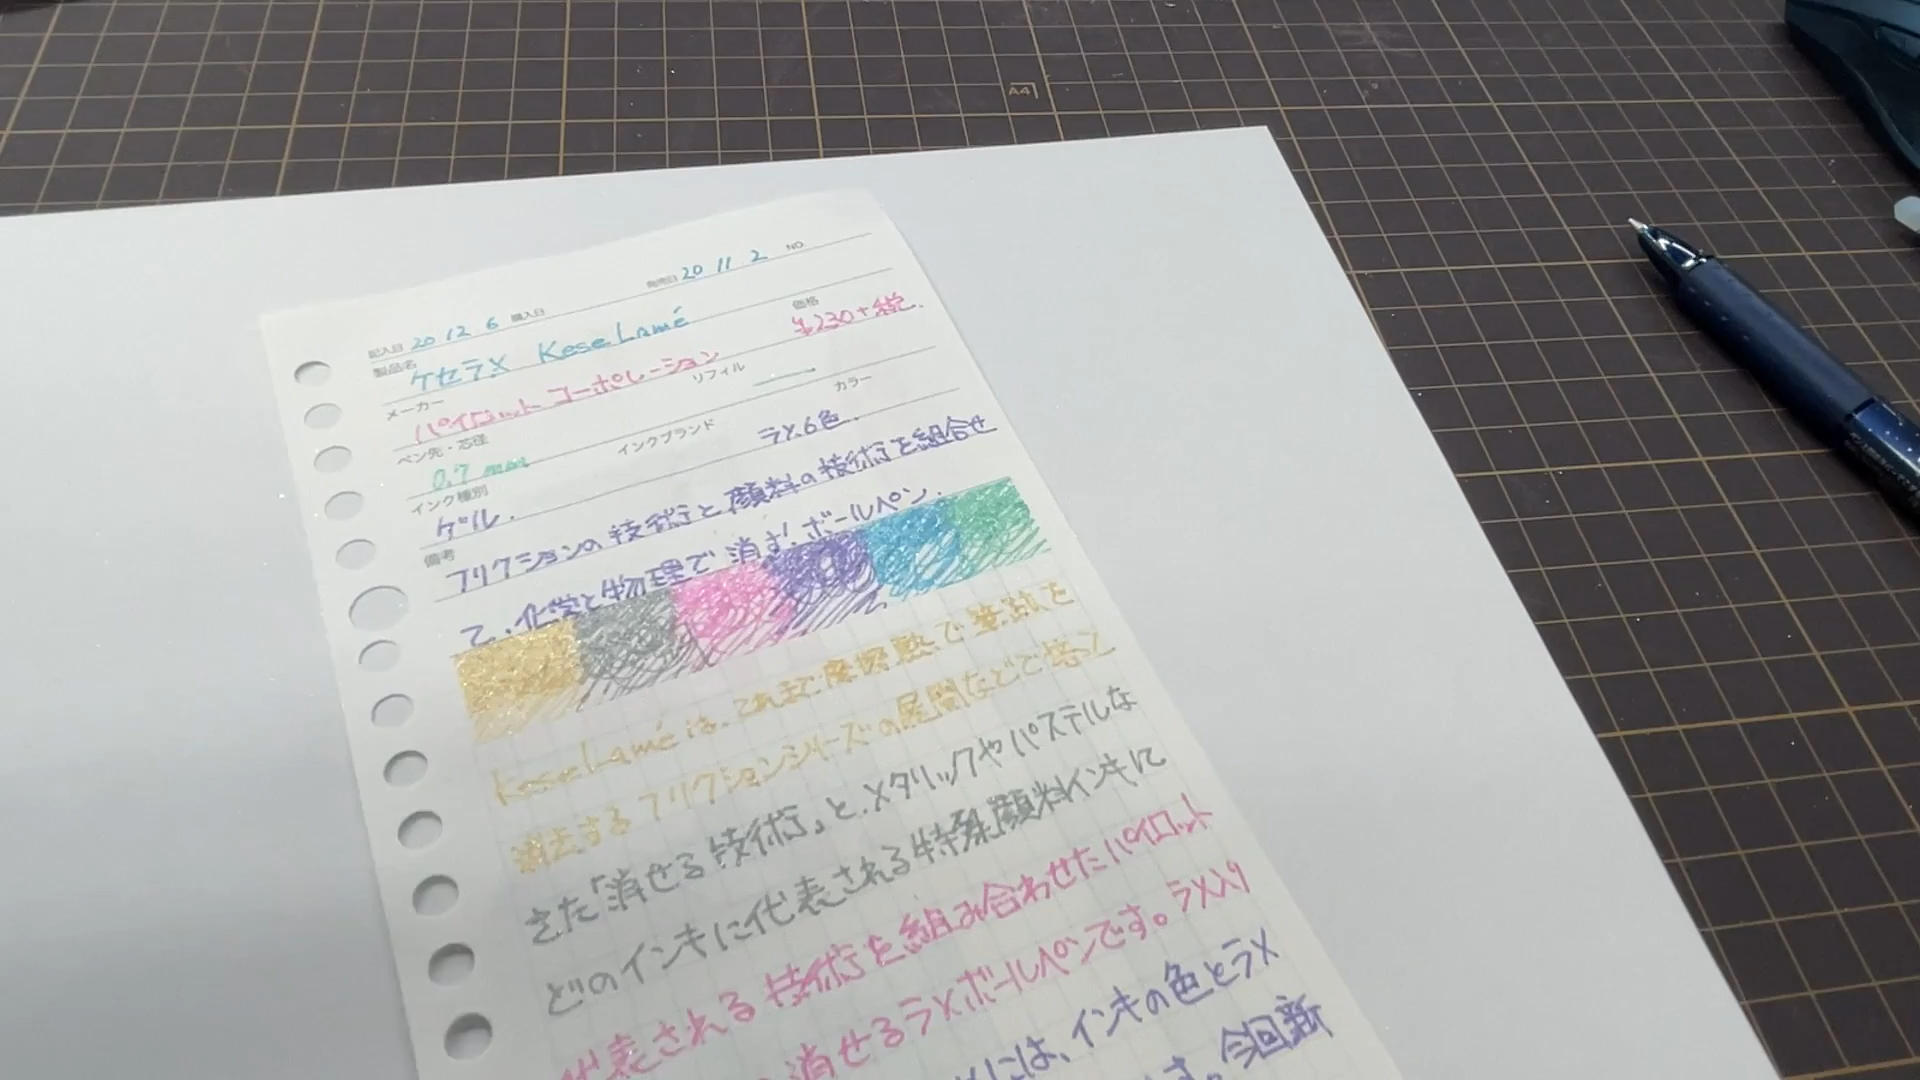 A4
記入日 20 12 6 購入日 発売日 20 11 2 NO
製品名 ケセラメ Kese Lamé 価格 ¥230+税.
メーカー パイロットコーポレーション リフィル
ペン先・芯径 0.7mm インクブランド カラー ラメ6色.
インク種別 ゲル.
備考 フリクションの技術と顔料の技術を組合せ
て、化学と物理で消す!ボールペン.
Kese Laméは、これまで摩擦熱で筆跡を
消去するフリクションシリーズの展開などで培って
きた「消せる技術」と、メタリックやパステルな
どのインキに代表される特殊顔料インキに
代表される技術を組み合わせたパイロット
消せるラメボールペンです。ラメ入り
には、インキの色とラメ
す。今回新